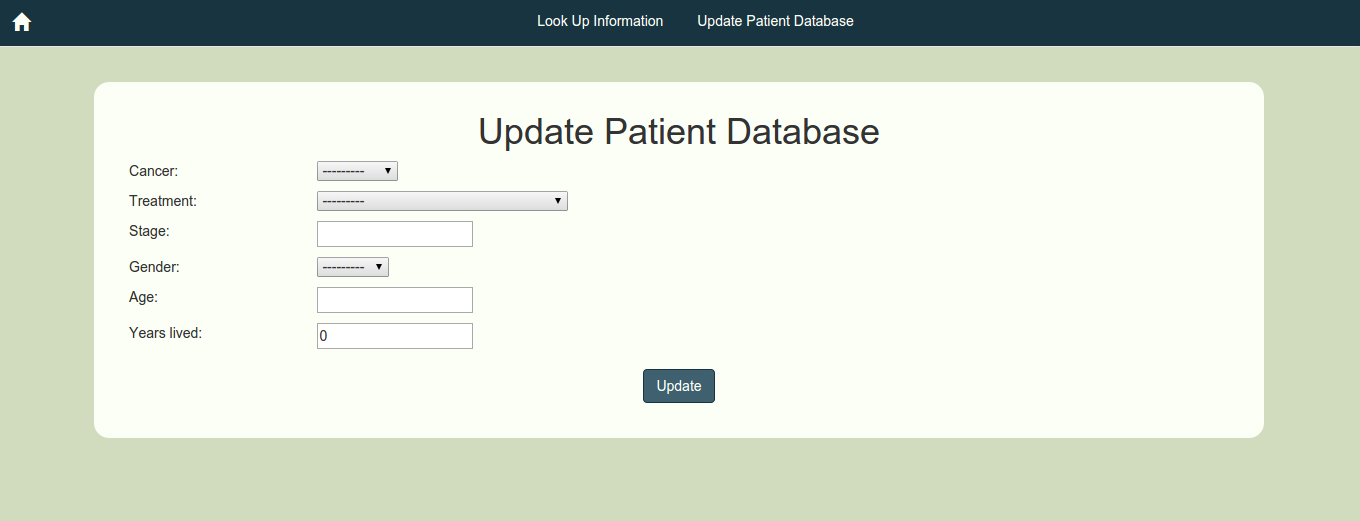 Look Up Information Update Patient Database
Update Patient Database
Cancer: ---------
Treatment: ---------
Stage:
Gender: ---------
Age:
Years lived: 0
Update